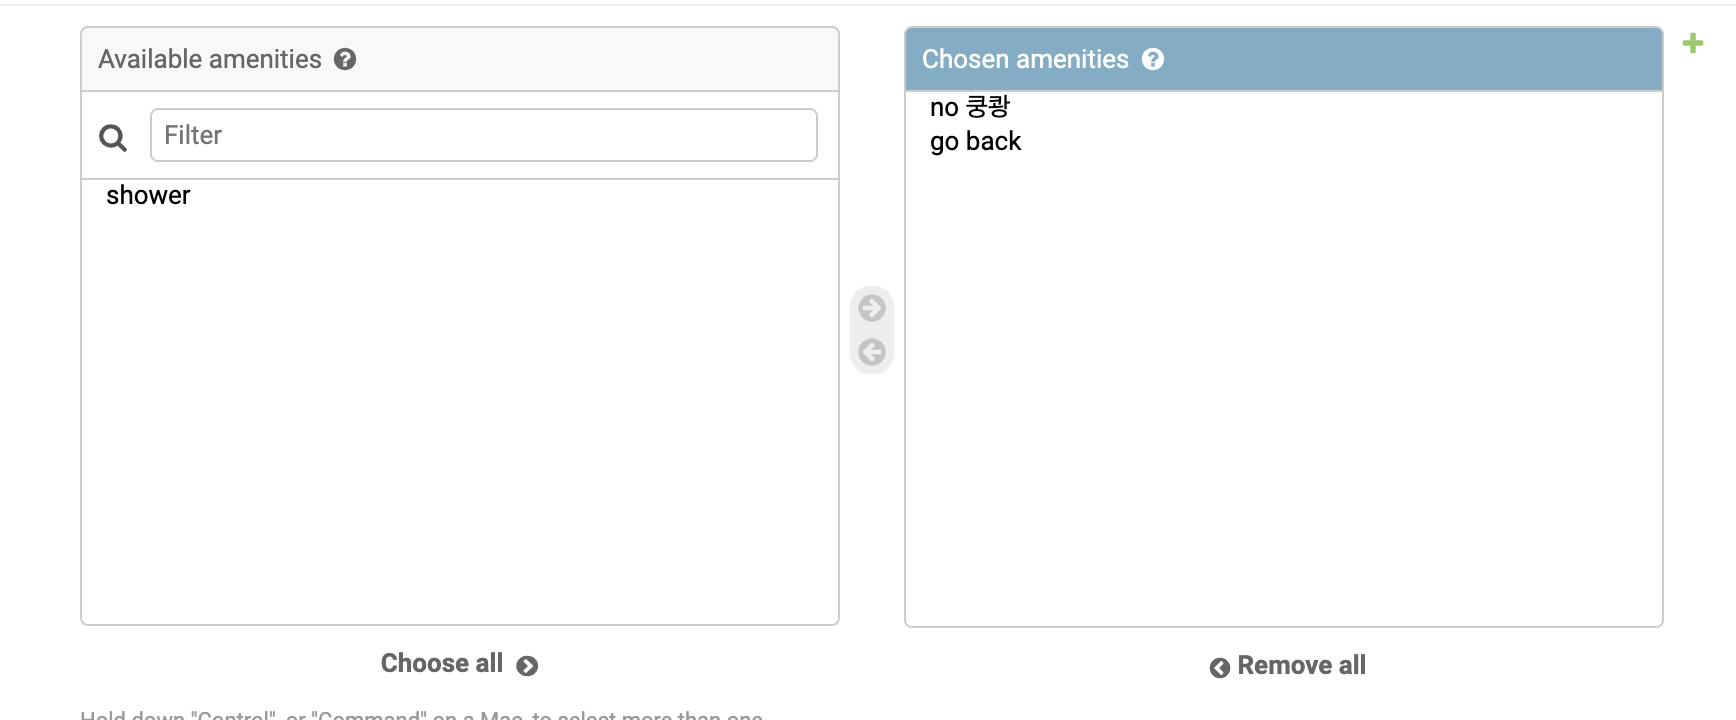 Available amenities
Filter
shower
Choose all
Chosen amenities
no 쿵쾅
go back
Remove all
Hold down "Control", or "Command" on a Mac, to select more than one.